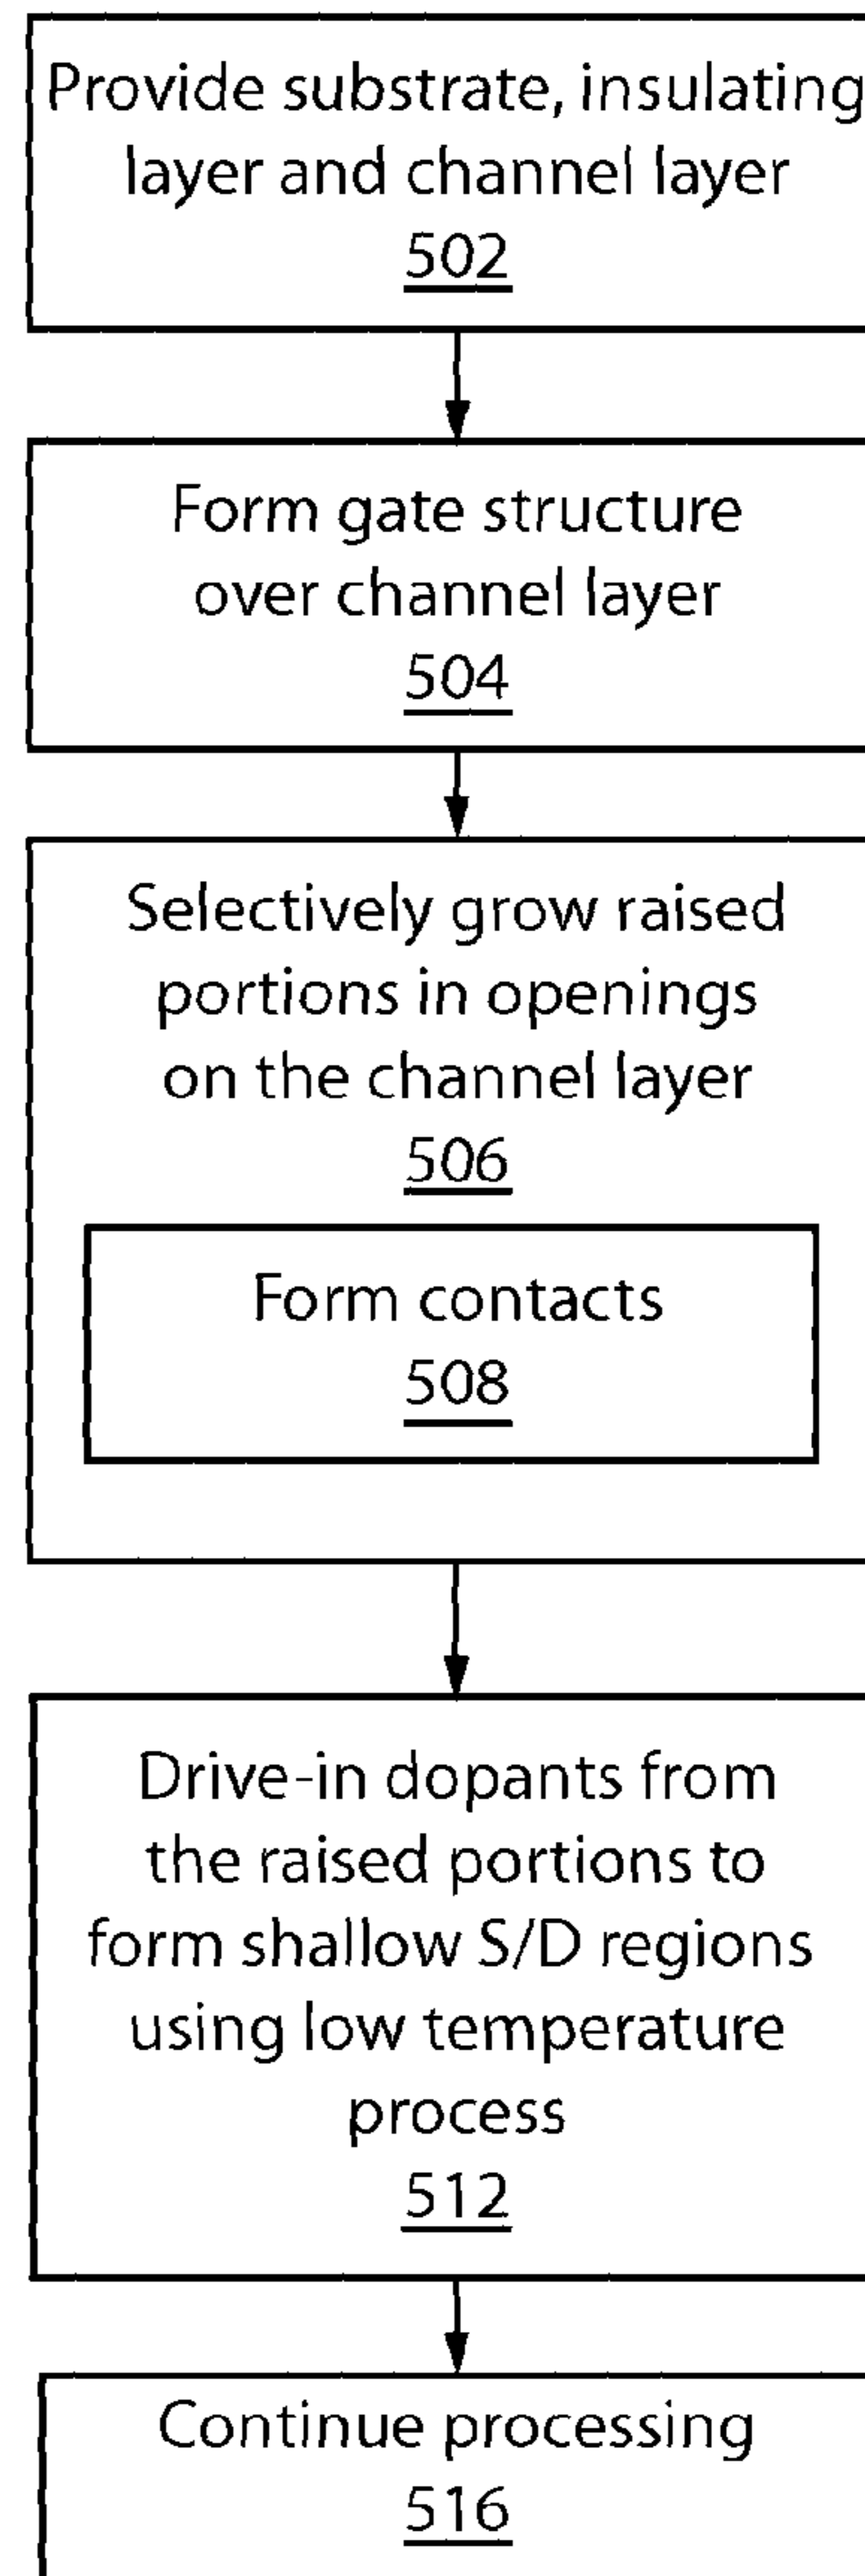 Provide substrate, insulating
layer and channel layer
502
Form gate structure
over channel layer
504
Selectively grow raised
portions in openings
on the channel layer
506
Form contacts
508
Drive-in dopants from
the raised portions to
form shallow S/D regions
using low temperature
process
512
Continue processing
516